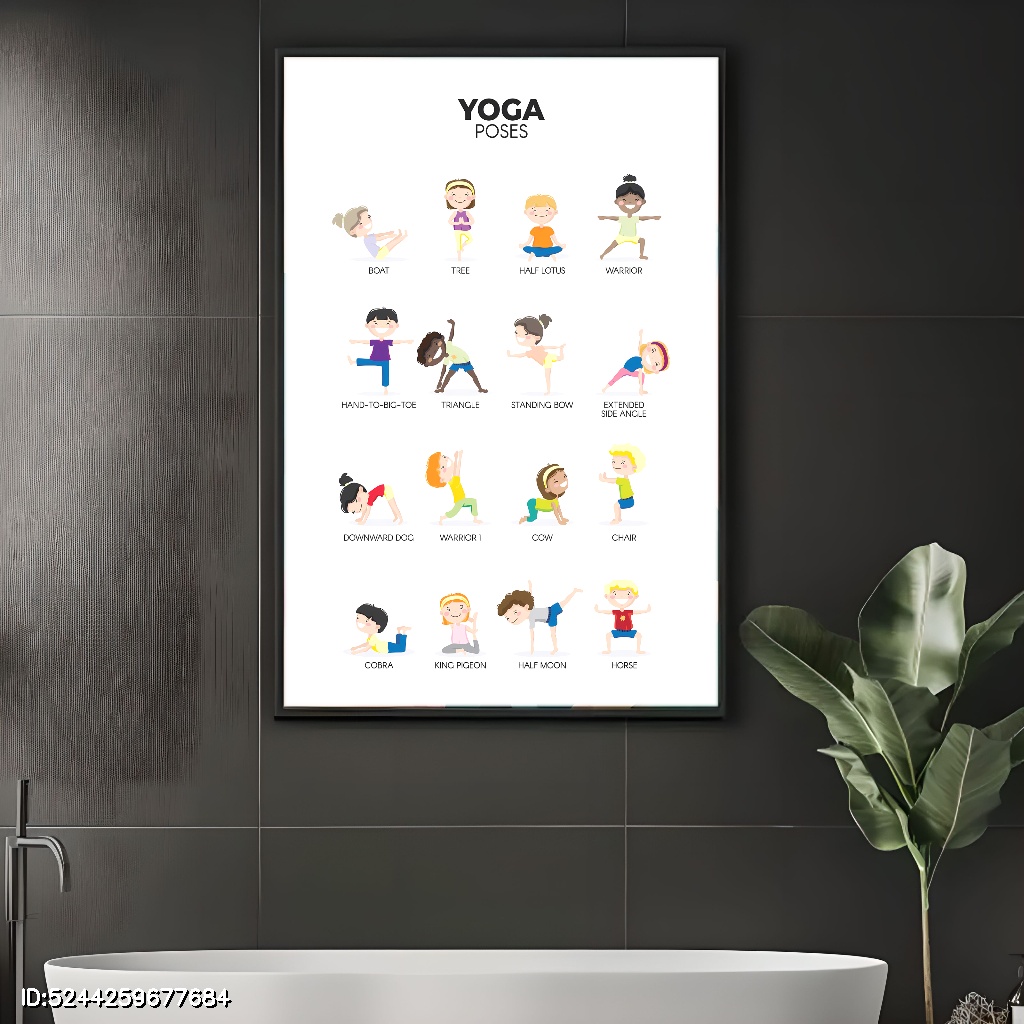 YOGA
POSES
BOAT
TREE
HALF LOTUS
WARRIOR
HAND-TO-BIG-TOE
TRIANGLE
STANDING BOW
EXTENDED
SIDE ANGLE
DOWNWARD DOG
WARRIOR 1
COW
CHAIR
COBRA
KING PIGEON
HALF MOON
HORSE
ID:5244259677684